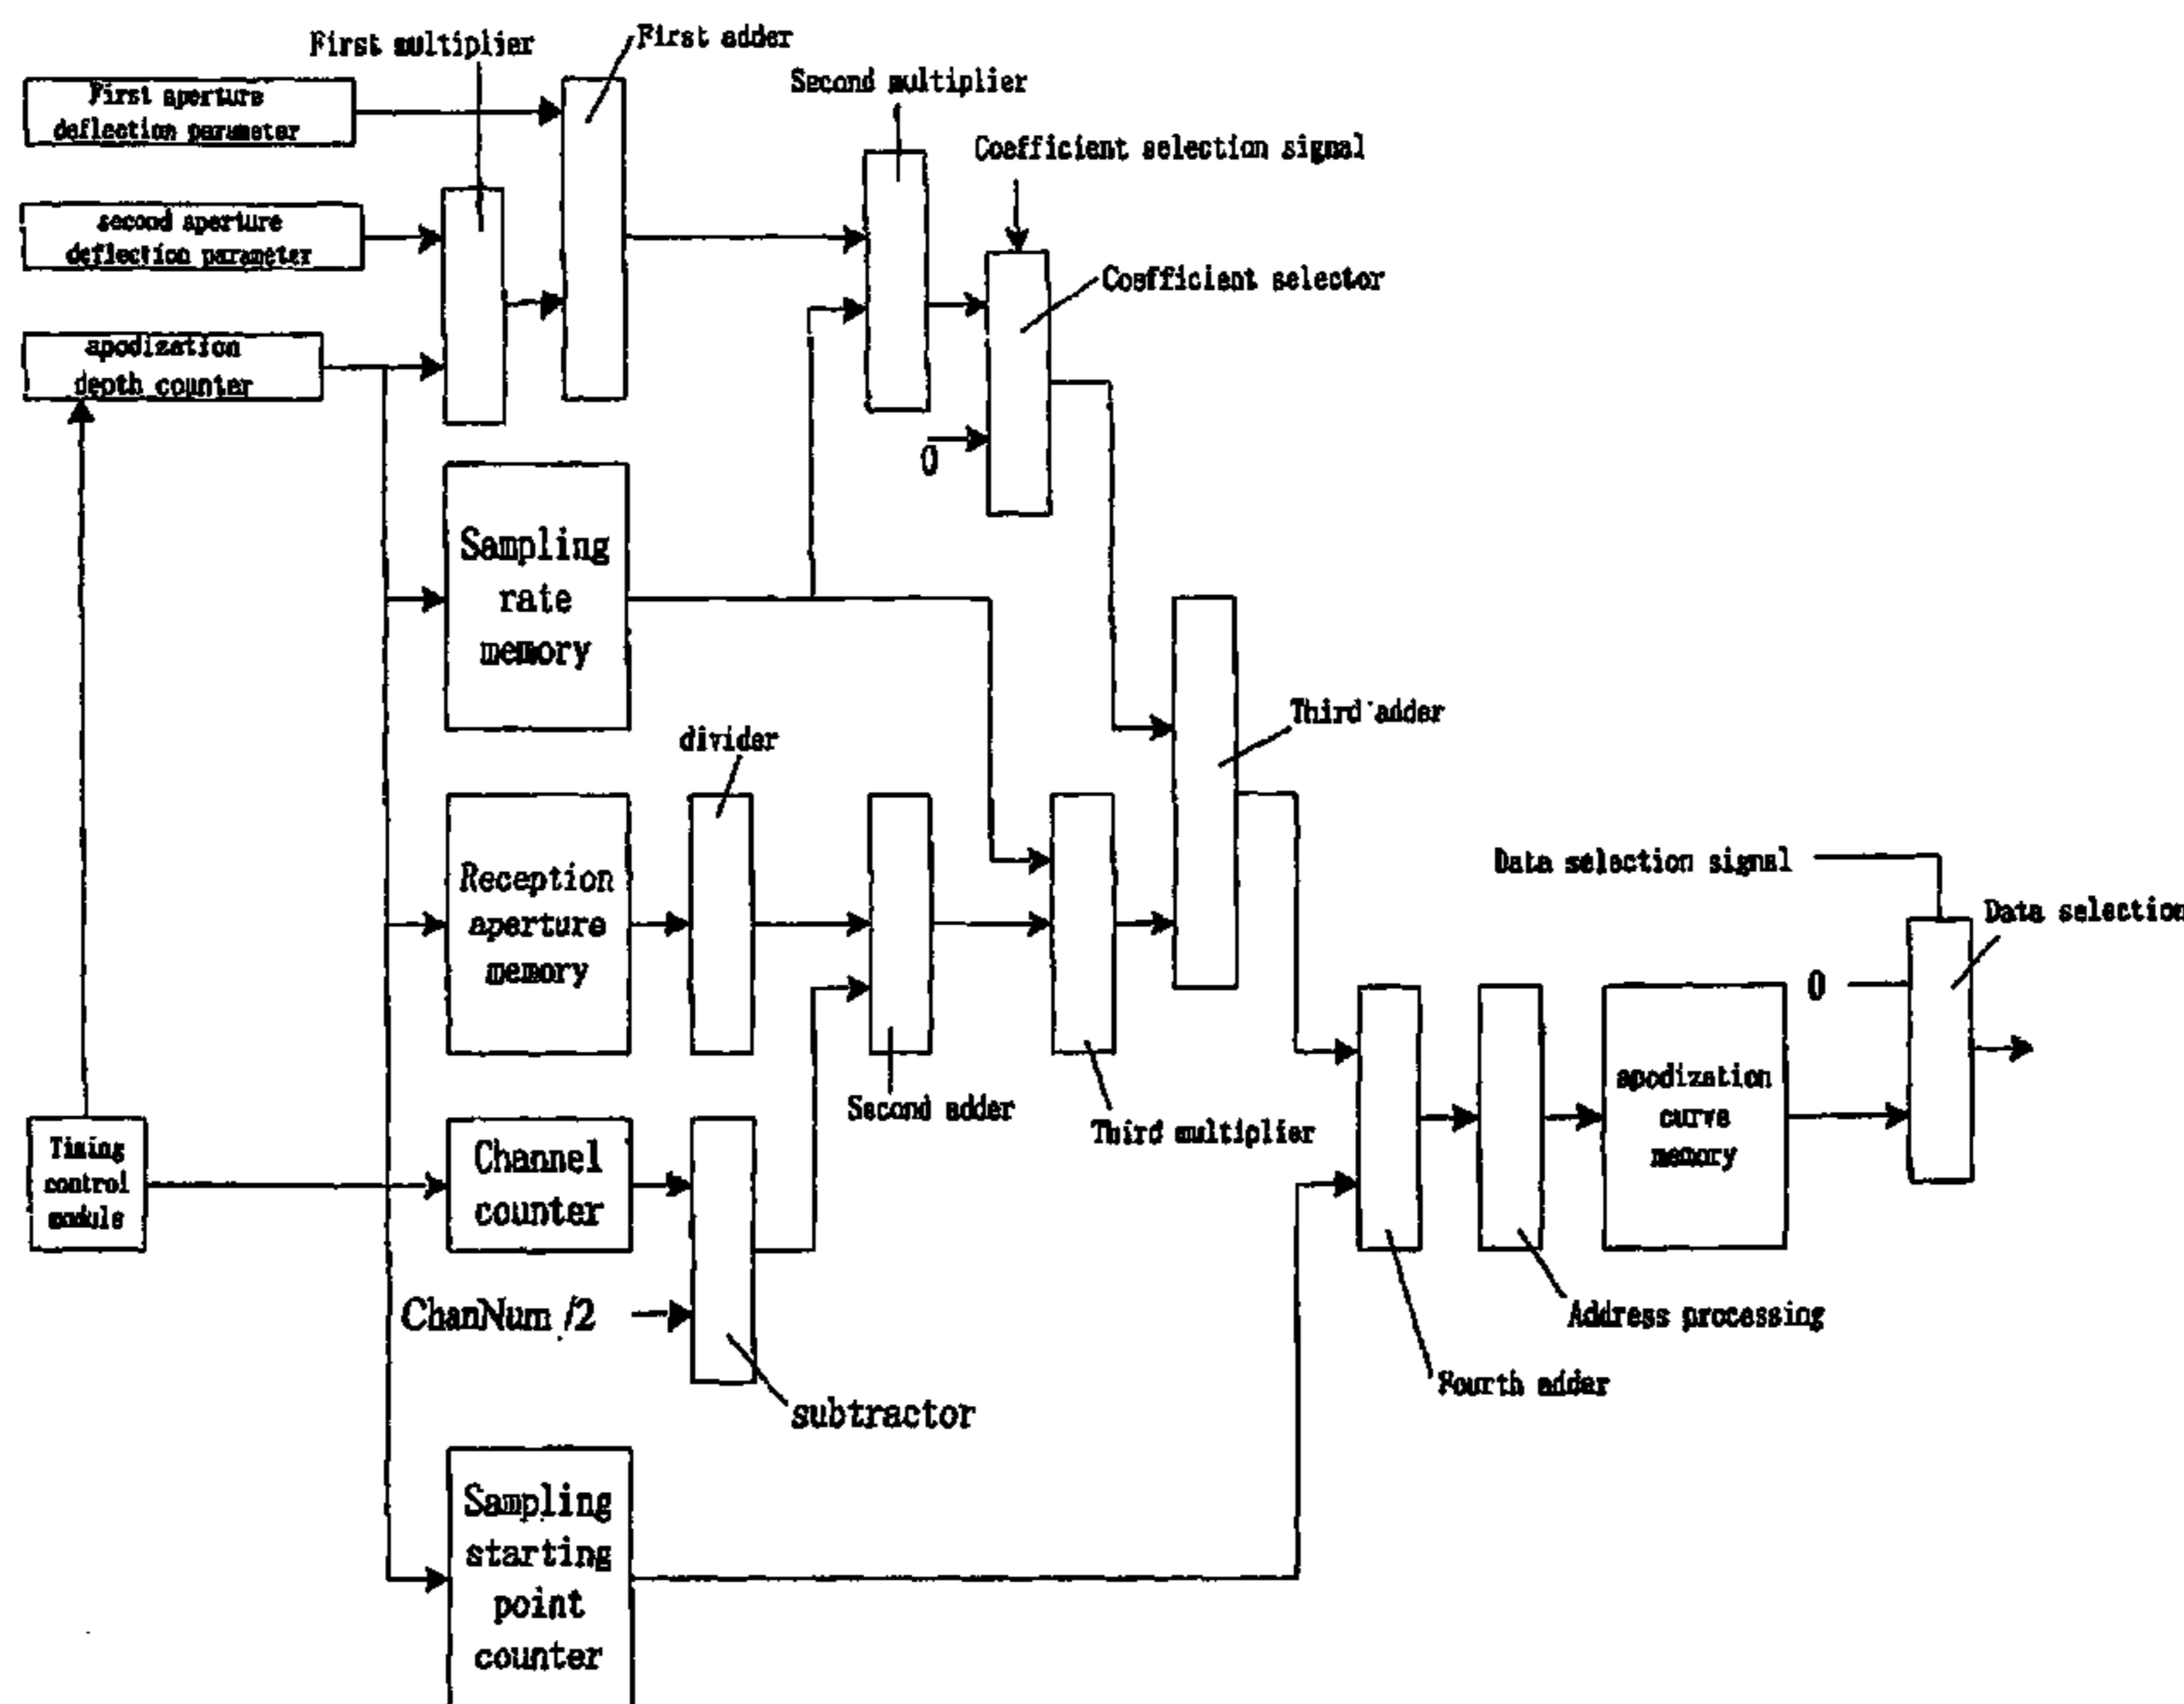 First multiplier
First adder
First aperture
deflection parameter
Second multiplier
Coefficient selection signal
second aperture
deflection parameter
Coefficient selector
apodization
depth counter
0
Sampling
rate
memory
Third adder
divider
Reception
aperture
memory
Data selection signal
Data selection
0
Second adder
Third multiplier
apodization
curve
memory
Timing
control
module
Channel
counter
ChanNum /2
Address processing
Fourth adder
subtractor
Sampling
starting
point
counter